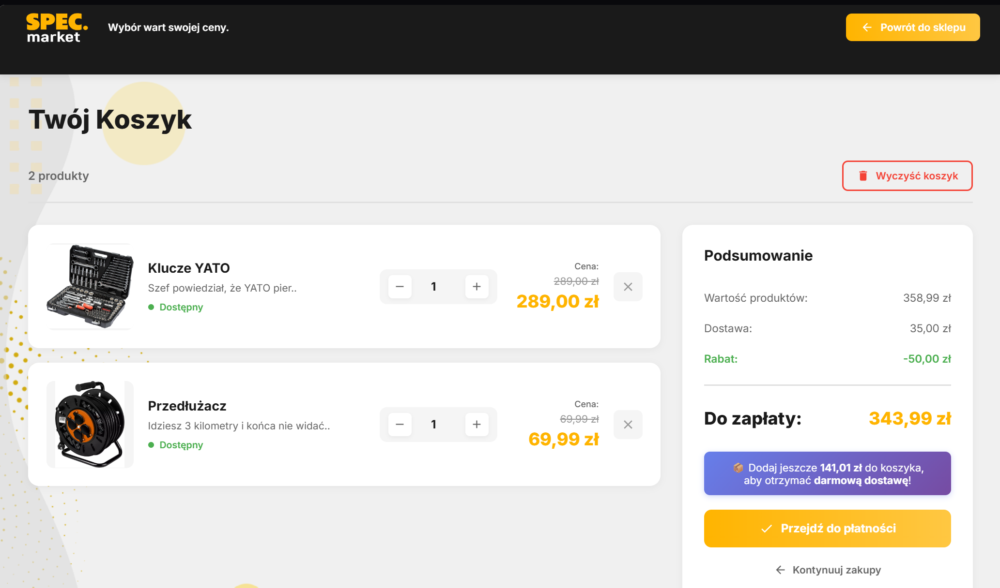 SPEC.
market
Wybór wart swojej ceny.
Powrót do sklepu
Twój Koszyk
2 produkty
Wyczyść koszyk
Klucze YATO
Szef powiedział, że YATO pier..
Dostępny
1
Cena:
289,00 zł
289,00 zł
Przedłużacz
Idziesz 3 kilometry i końca nie widać..
Dostępny
1
Cena:
69,99 zł
69,99 zł
Podsumowanie
Wartość produktów: 358,99 zł
Dostawa: 35,00 zł
Rabat: -50,00 zł
Do zapłaty: 343,99 zł
Dodaj jeszcze 141,01 zł do koszyka,
aby otrzymać darmową dostawę!
Przejdź do płatności
Kontynuuj zakupy